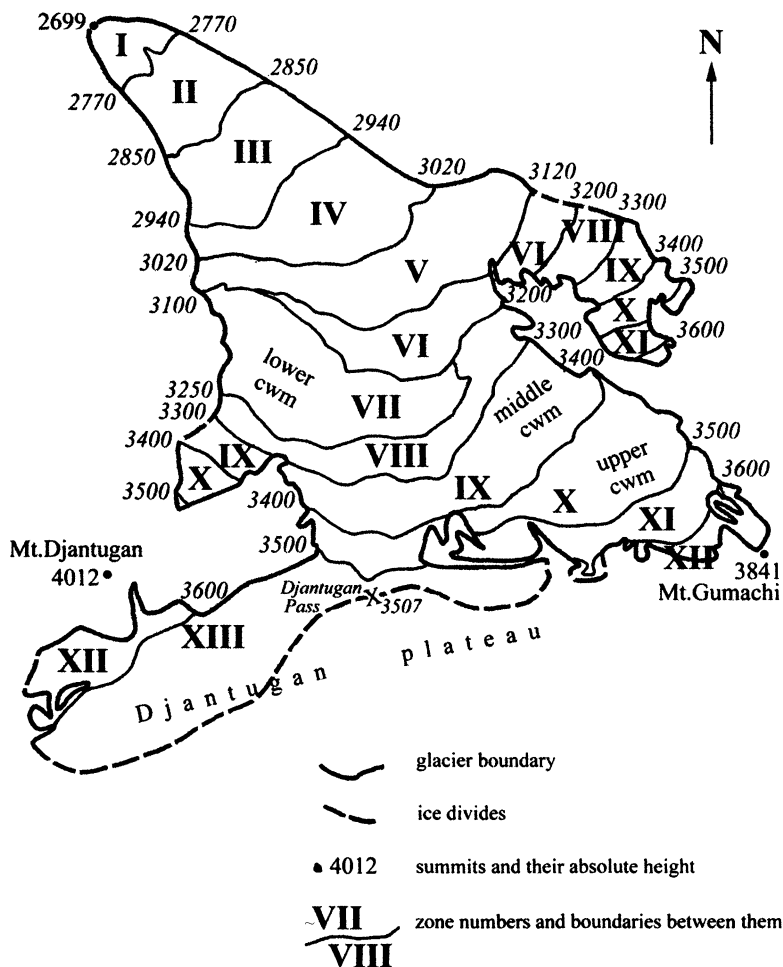 2699
I
2770
2770
II
2850
2850
III
2940
2940
IV
3020
3020
V
3120
3200
3300
VI
VIII
IX
3400
3500
X
XI
3600
3100
3200
VI
3300
3400
lower
cwm
VII
middle
cwm
3250
3300
VIII
3400
IX
X
3500
IX
upper
cwm
X
3500
3600
XI
XII
3841
Mt.Gumachi
3400
3500
Mt.Djantugan
4012
3600
Djantugan
Pass
3507
XII
XIII
Djantugan plateau
N
glacier boundary
ice divides
4012 summits and their absolute height
VII zone numbers and boundaries between them
VIII